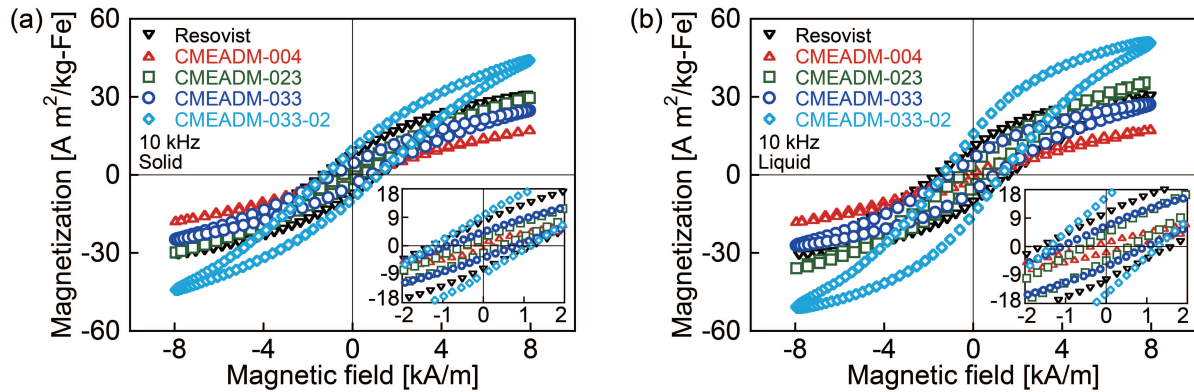 (a)
60
30
0
-30
-60
Magnetization [A m²/kg-Fe]
Resovist
CMEADM-004
CMEADM-023
CMEADM-033
CMEADM-033-02
10 kHz
Solid
18
9
0
-9
-18
-2 -1 0 1 2
-8 -4 0 4 8
Magnetic field [kA/m]
(b)
60
30
0
-30
-60
Magnetization [A m²/kg-Fe]
Resovist
CMEADM-004
CMEADM-023
CMEADM-033
CMEADM-033-02
10 kHz
Liquid
18
9
0
-9
-18
-2 -1 0 1 2
-8 -4 0 4 8
Magnetic field [kA/m]